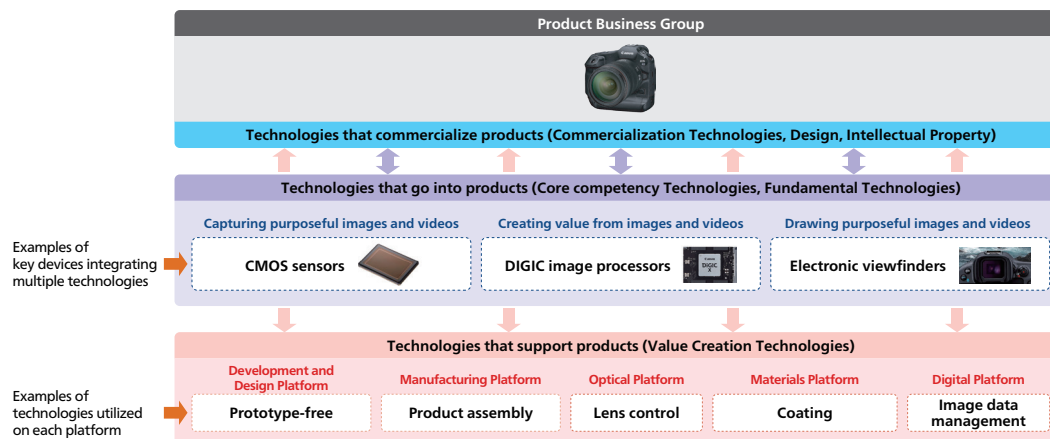 Product Business Group
Technologies that commercialize products (Commercialization Technologies, Design, Intellectual Property)
Technologies that go into products (Core competency Technologies, Fundamental Technologies)
Capturing purposeful images and videos
Creating value from images and videos
Drawing purposeful images and videos
Examples of
key devices integrating
multiple technologies
CMOS sensors
DIGIC image processors
DIGIC
X
Electronic viewfinders
Technologies that support products (Value Creation Technologies)
Development and
Design Platform
Manufacturing Platform
Optical Platform
Materials Platform
Digital Platform
Examples of
technologies utilized
on each platform
Prototype-free
Product assembly
Lens control
Coating
Image data
management